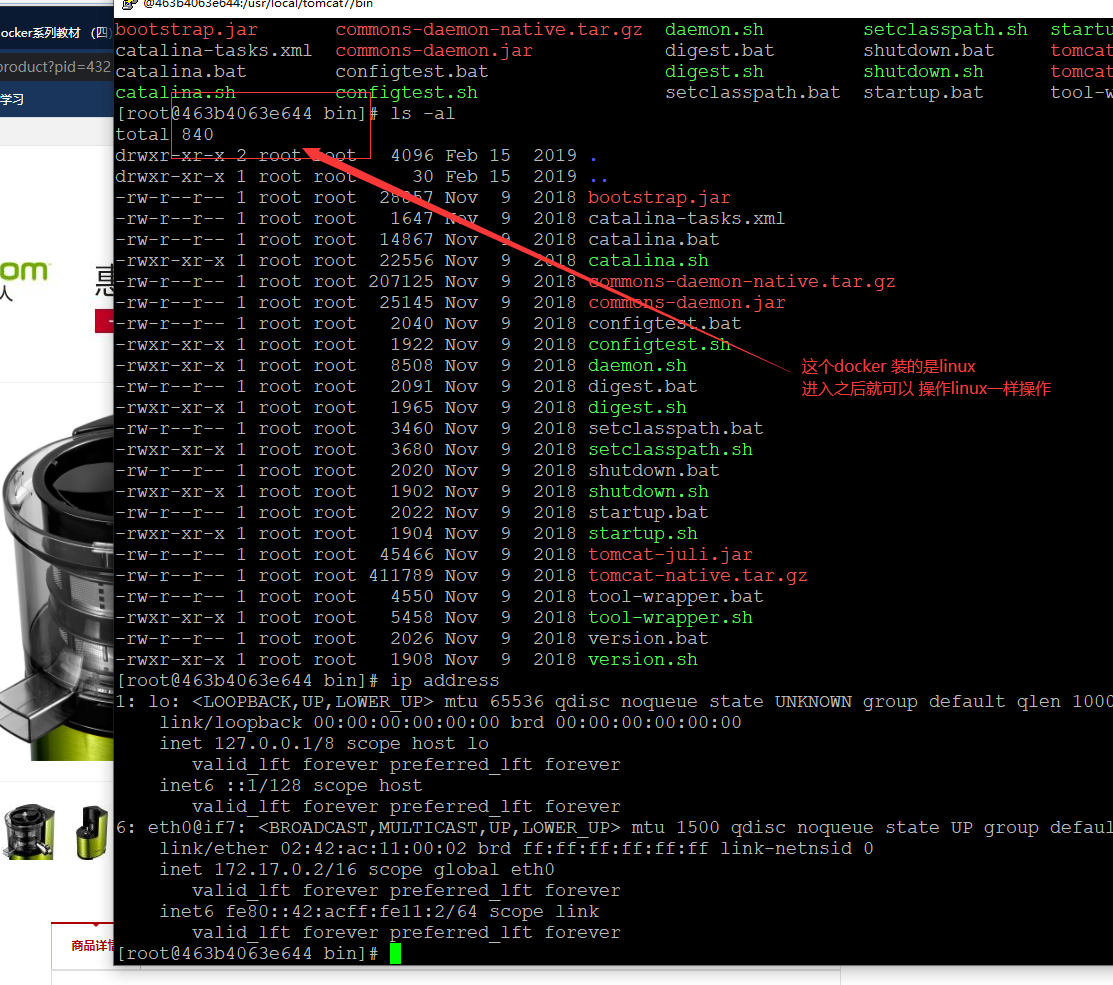 @463b4063e644:/usr/local/tomcat7/bin
ocker系列教材 （四）
product?pid=432
学习
om
人
惠
商品详情
bootstrap.jar commons-daemon-native.tar.gz daemon.sh setclasspath.sh startu
catalina-tasks.xml commons-daemon.jar digest.bat shutdown.bat tomcat
catalina.bat configtest.bat digest.sh shutdown.sh tomcat
catalina.sh configtest.sh setclasspath.bat startup.bat tool-w
[root@463b4063e644 bin]# ls -al
total 840
drwxr-xr-x 2 root root 4096 Feb 15 2019 .
drwxr-xr-x 1 root root 30 Feb 15 2019 ..
-rw-r--r-- 1 root root 28057 Nov 9 2018 bootstrap.jar
-rw-r--r-- 1 root root 1647 Nov 9 2018 catalina-tasks.xml
-rw-r--r-- 1 root root 14867 Nov 9 2018 catalina.bat
-rwxr-xr-x 1 root root 22556 Nov 9 2018 catalina.sh
-rw-r--r-- 1 root root 207125 Nov 9 2018 commons-daemon-native.tar.gz
-rw-r--r-- 1 root root 25145 Nov 9 2018 commons-daemon.jar
-rw-r--r-- 1 root root 2040 Nov 9 2018 configtest.bat
-rwxr-xr-x 1 root root 1922 Nov 9 2018 configtest.sh
-rwxr-xr-x 1 root root 8508 Nov 9 2018 daemon.sh
-rw-r--r-- 1 root root 2091 Nov 9 2018 digest.bat
-rwxr-xr-x 1 root root 1965 Nov 9 2018 digest.sh
-rw-r--r-- 1 root root 3460 Nov 9 2018 setclasspath.bat
-rwxr-xr-x 1 root root 3680 Nov 9 2018 setclasspath.sh
-rw-r--r-- 1 root root 2020 Nov 9 2018 shutdown.bat
-rwxr-xr-x 1 root root 1902 Nov 9 2018 shutdown.sh
-rw-r--r-- 1 root root 2022 Nov 9 2018 startup.bat
-rwxr-xr-x 1 root root 1904 Nov 9 2018 startup.sh
-rw-r--r-- 1 root root 45466 Nov 9 2018 tomcat-juli.jar
-rw-r--r-- 1 root root 411789 Nov 9 2018 tomcat-native.tar.gz
-rw-r--r-- 1 root root 4550 Nov 9 2018 tool-wrapper.bat
-rwxr-xr-x 1 root root 5458 Nov 9 2018 tool-wrapper.sh
-rw-r--r-- 1 root root 2026 Nov 9 2018 version.bat
-rwxr-xr-x 1 root root 1908 Nov 9 2018 version.sh
这个docker 装的是linux
进入之后就可以 操作linux一样操作
[root@463b4063e644 bin]# ip address
1: lo: <LOOPBACK,UP,LOWER_UP> mtu 65536 qdisc noqueue state UNKNOWN group default qlen 1000
link/loopback 00:00:00:00:00:00 brd 00:00:00:00:00:00
inet 127.0.0.1/8 scope host lo
valid_lft forever preferred_lft forever
inet6 ::1/128 scope host
valid_lft forever preferred_lft forever
6: eth0@if7: <BROADCAST,MULTICAST,UP,LOWER_UP> mtu 1500 qdisc noqueue state UP group defaul
link/ether 02:42:ac:11:00:02 brd ff:ff:ff:ff:ff:ff link-netnsid 0
inet 172.17.0.2/16 scope global eth0
valid_lft forever preferred_lft forever
inet6 fe80::42:acff:fe11:2/64 scope link
valid_lft forever preferred_lft forever
[root@463b4063e644 bin]#